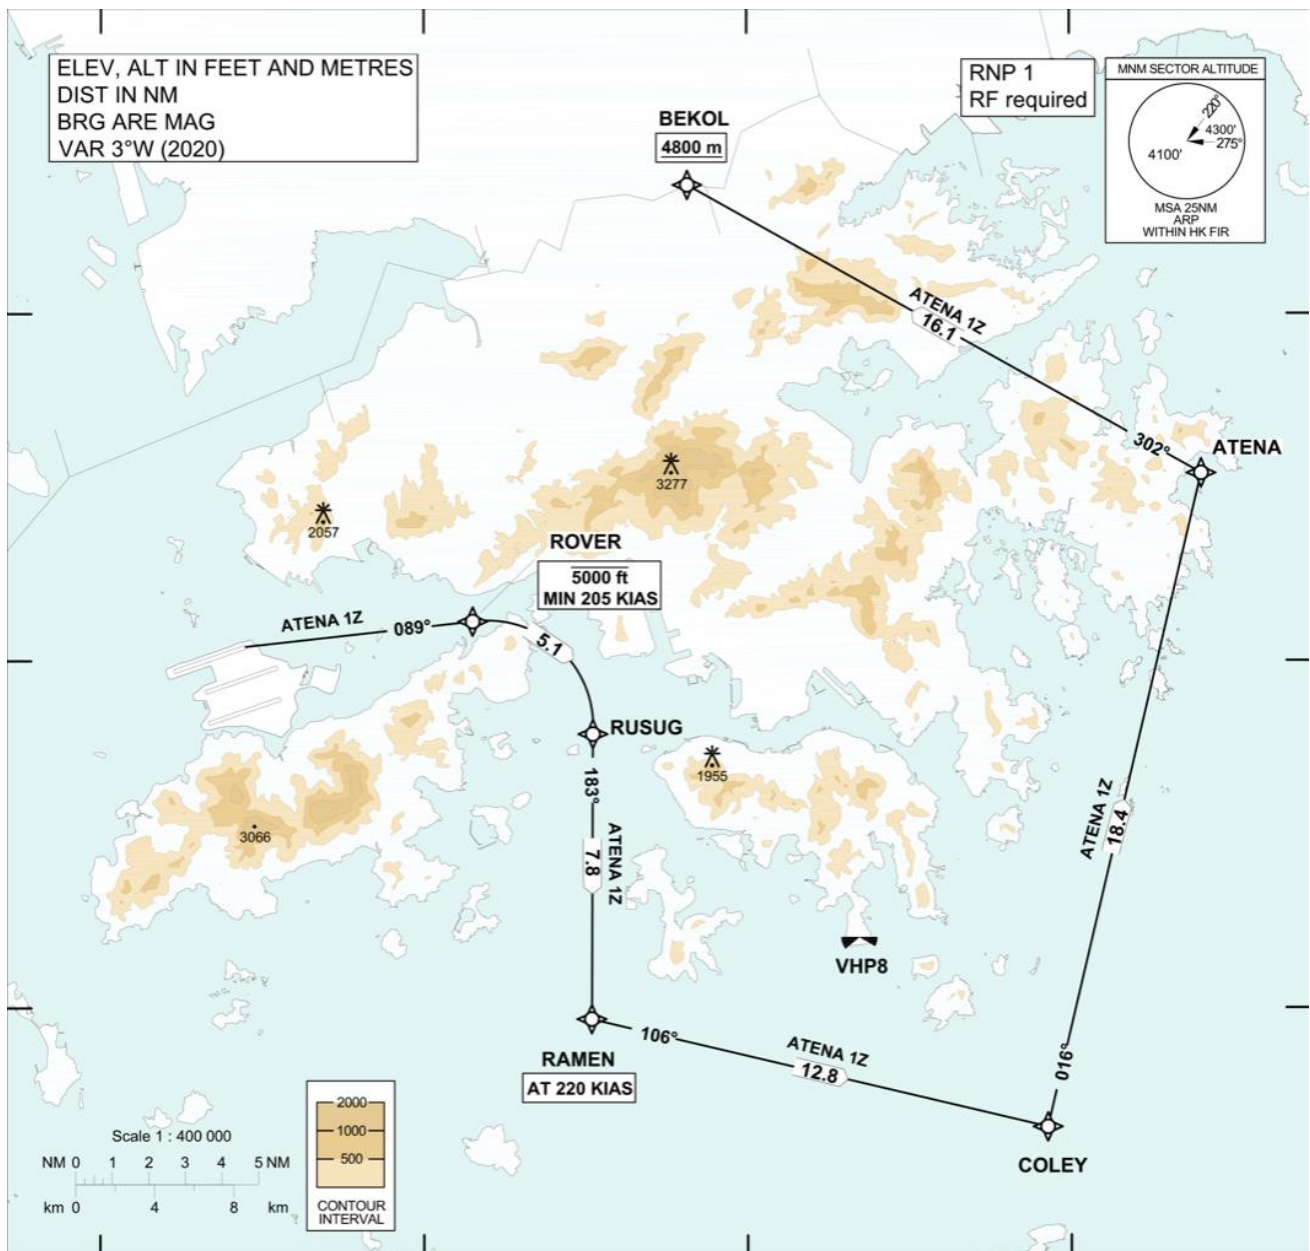 ELEV, ALT IN FEET AND METRES
DIST IN NM
BRG ARE MAG
VAR 3°W (2020)
RNP 1
RF required
MNM SECTOR ALTITUDE
220°
4300'
275°
4100'
MSA 25NM
ARP
WITHIN HK FIR
BEKOL
4800 m
ATENA 1Z
16.1
302°
ATENA
3277
2057
ROVER
5000 ft
MIN 205 KIAS
ATENA 1Z
089°
5.1
RUSUG
183°
ATENA 1Z
7.8
1955
3066
ATENA 1Z
18.4
VHP8
RAMEN
AT 220 KIAS
106°
ATENA 1Z
12.8
016°
COLEY
Scale 1 : 400 000
NM 0 1 2 3 4 5 NM
km 0 4 8 km
2000
1000
500
CONTOUR
INTERVAL